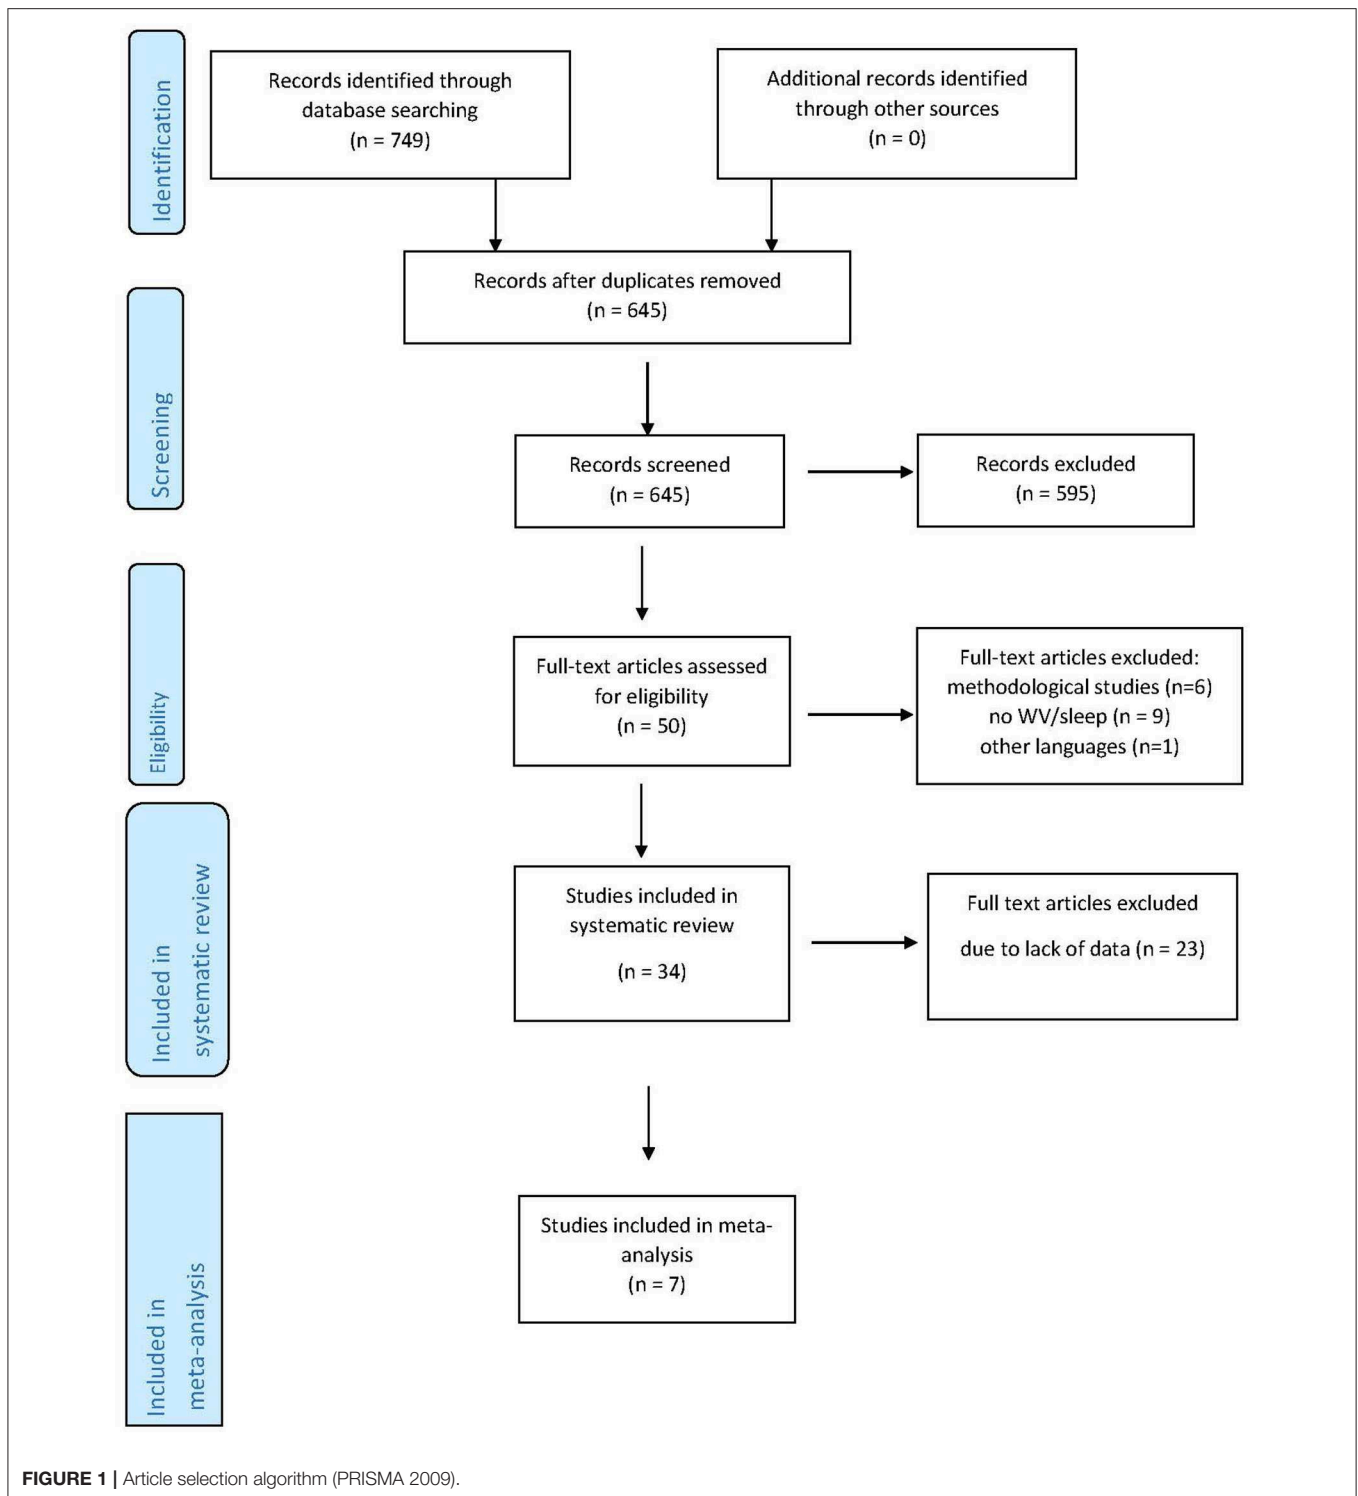 Identification
Records identified through
database searching
(n = 749)
Additional records identified
through other sources
(n = 0)
Records after duplicates removed
(n = 645)
Screening
Records screened
(n = 645)
Records excluded
(n = 595)
Eligibility
Full-text articles assessed
for eligibility
(n = 50)
Full-text articles excluded:
methodological studies (n=6)
no WV/sleep (n = 9)
other languages (n=1)
Included in
systematic review
Studies included in
systematic review
(n = 34)
Full text articles excluded
due to lack of data (n = 23)
Included in
meta-analysis
Studies included in meta-
analysis
(n = 7)
FIGURE 1 | Article selection algorithm (PRISMA 2009).